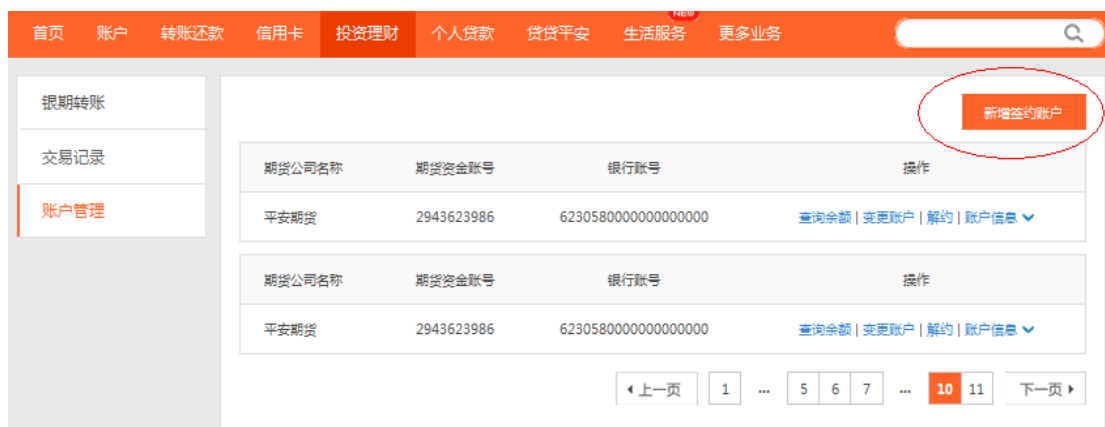 NEW
首页 账户 转账还款 信用卡 投资理财 个人贷款 贷贷平安 生活服务 更多业务
银期转账
交易记录
账户管理
新增签约账户
期货公司名称 期货资金账号 银行账号 操作
平安期货 2943623986 6230580000000000000 查询余额 | 变更账户 | 解约 | 账户信息
期货公司名称 期货资金账号 银行账号 操作
平安期货 2943623986 6230580000000000000 查询余额 | 变更账户 | 解约 | 账户信息
上一页 1 ... 5 6 7 ... 10 11 下一页